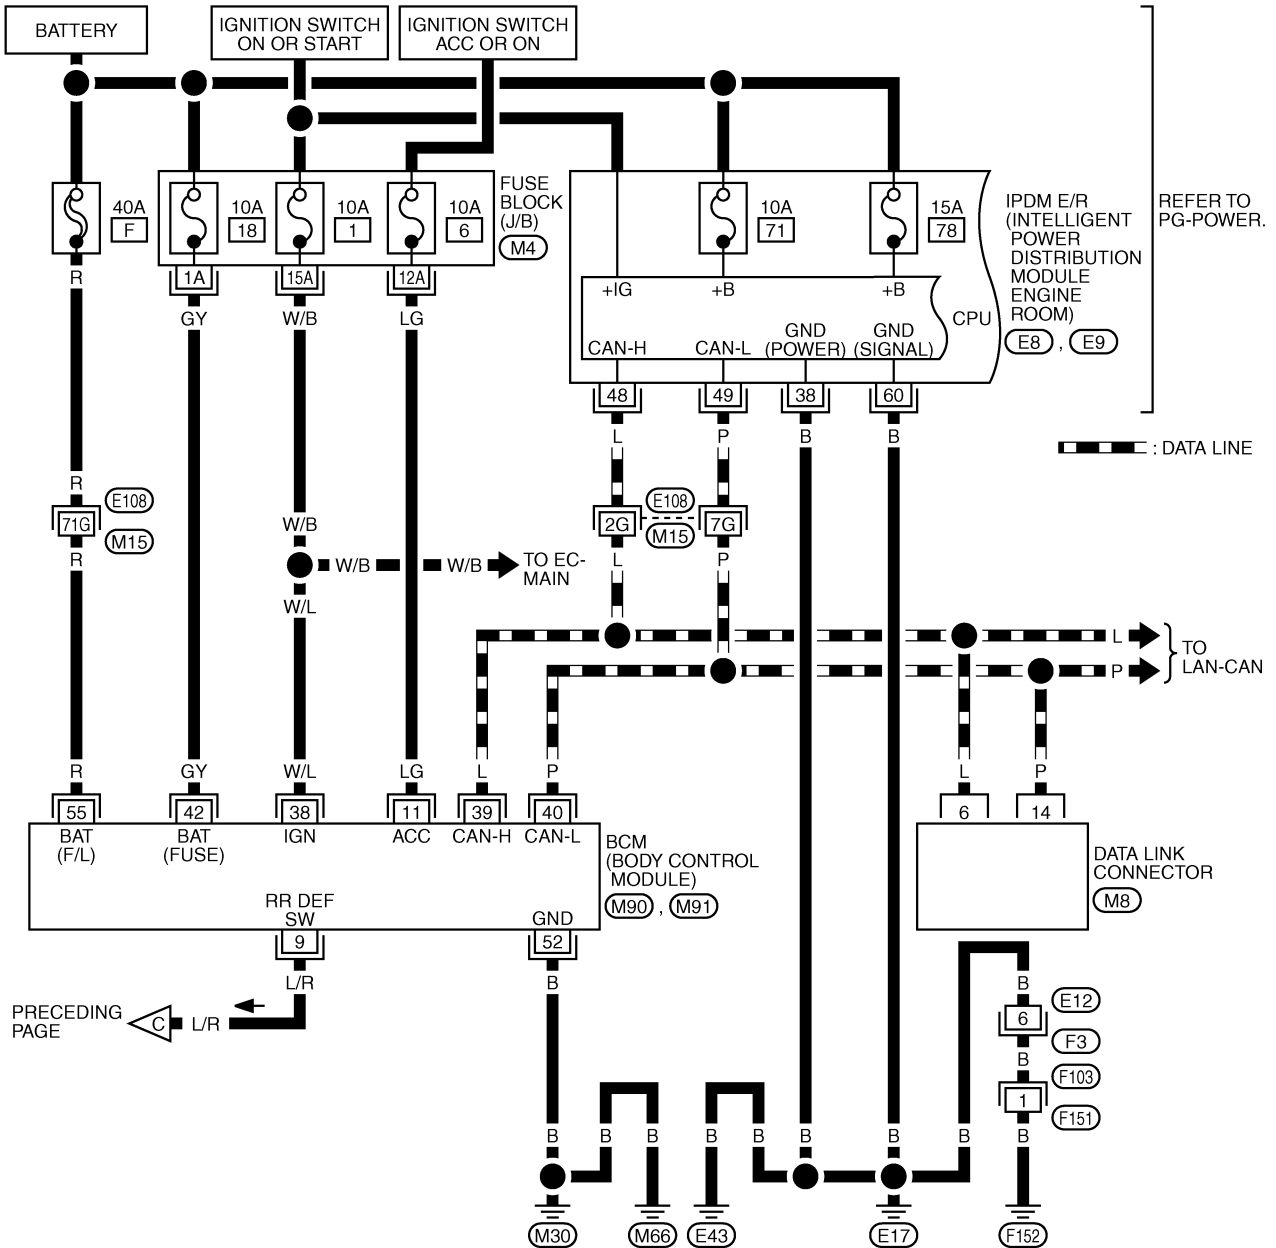 BATTERY
IGNITION SWITCH
ON OR START
IGNITION SWITCH
ACC OR ON
REFER TO
PG-POWER.
40A
F
10A
18
10A
1
10A
6
FUSE
BLOCK
(J/B)
M4
10A
71
15A
78
IPDM E/R
(INTELLIGENT
POWER
DISTRIBUTION
MODULE
ENGINE
ROOM)
E8 , E9
1A
15A
12A
R
GY
W/B
LG
+IG
+B
+B
CPU
CAN-H
CAN-L
GND
(POWER)
GND
(SIGNAL)
48
49
38
60
L
P
B
B
: DATA LINE
R
E108
71G
M15
R
E108
2G
7G
M15
L
P
W/B
W/B
W/B
TO EC-
MAIN
W/L
L
P
TO
LAN-CAN
R
GY
W/L
LG
L
P
L
P
55
42
38
11
39
40
6
14
BAT
(F/L)
BAT
(FUSE)
IGN
ACC
CAN-H
CAN-L
BCM
(BODY CONTROL
MODULE)
M90 , M91
DATA LINK
CONNECTOR
M8
RR DEF
SW
GND
9
52
L/R
B
PRECEDING
PAGE
C
L/R
B
E12
6
F3
B
F103
1
F151
B
B
B
B
B
B
B
B
B
M30
M66
E43
E17
F152